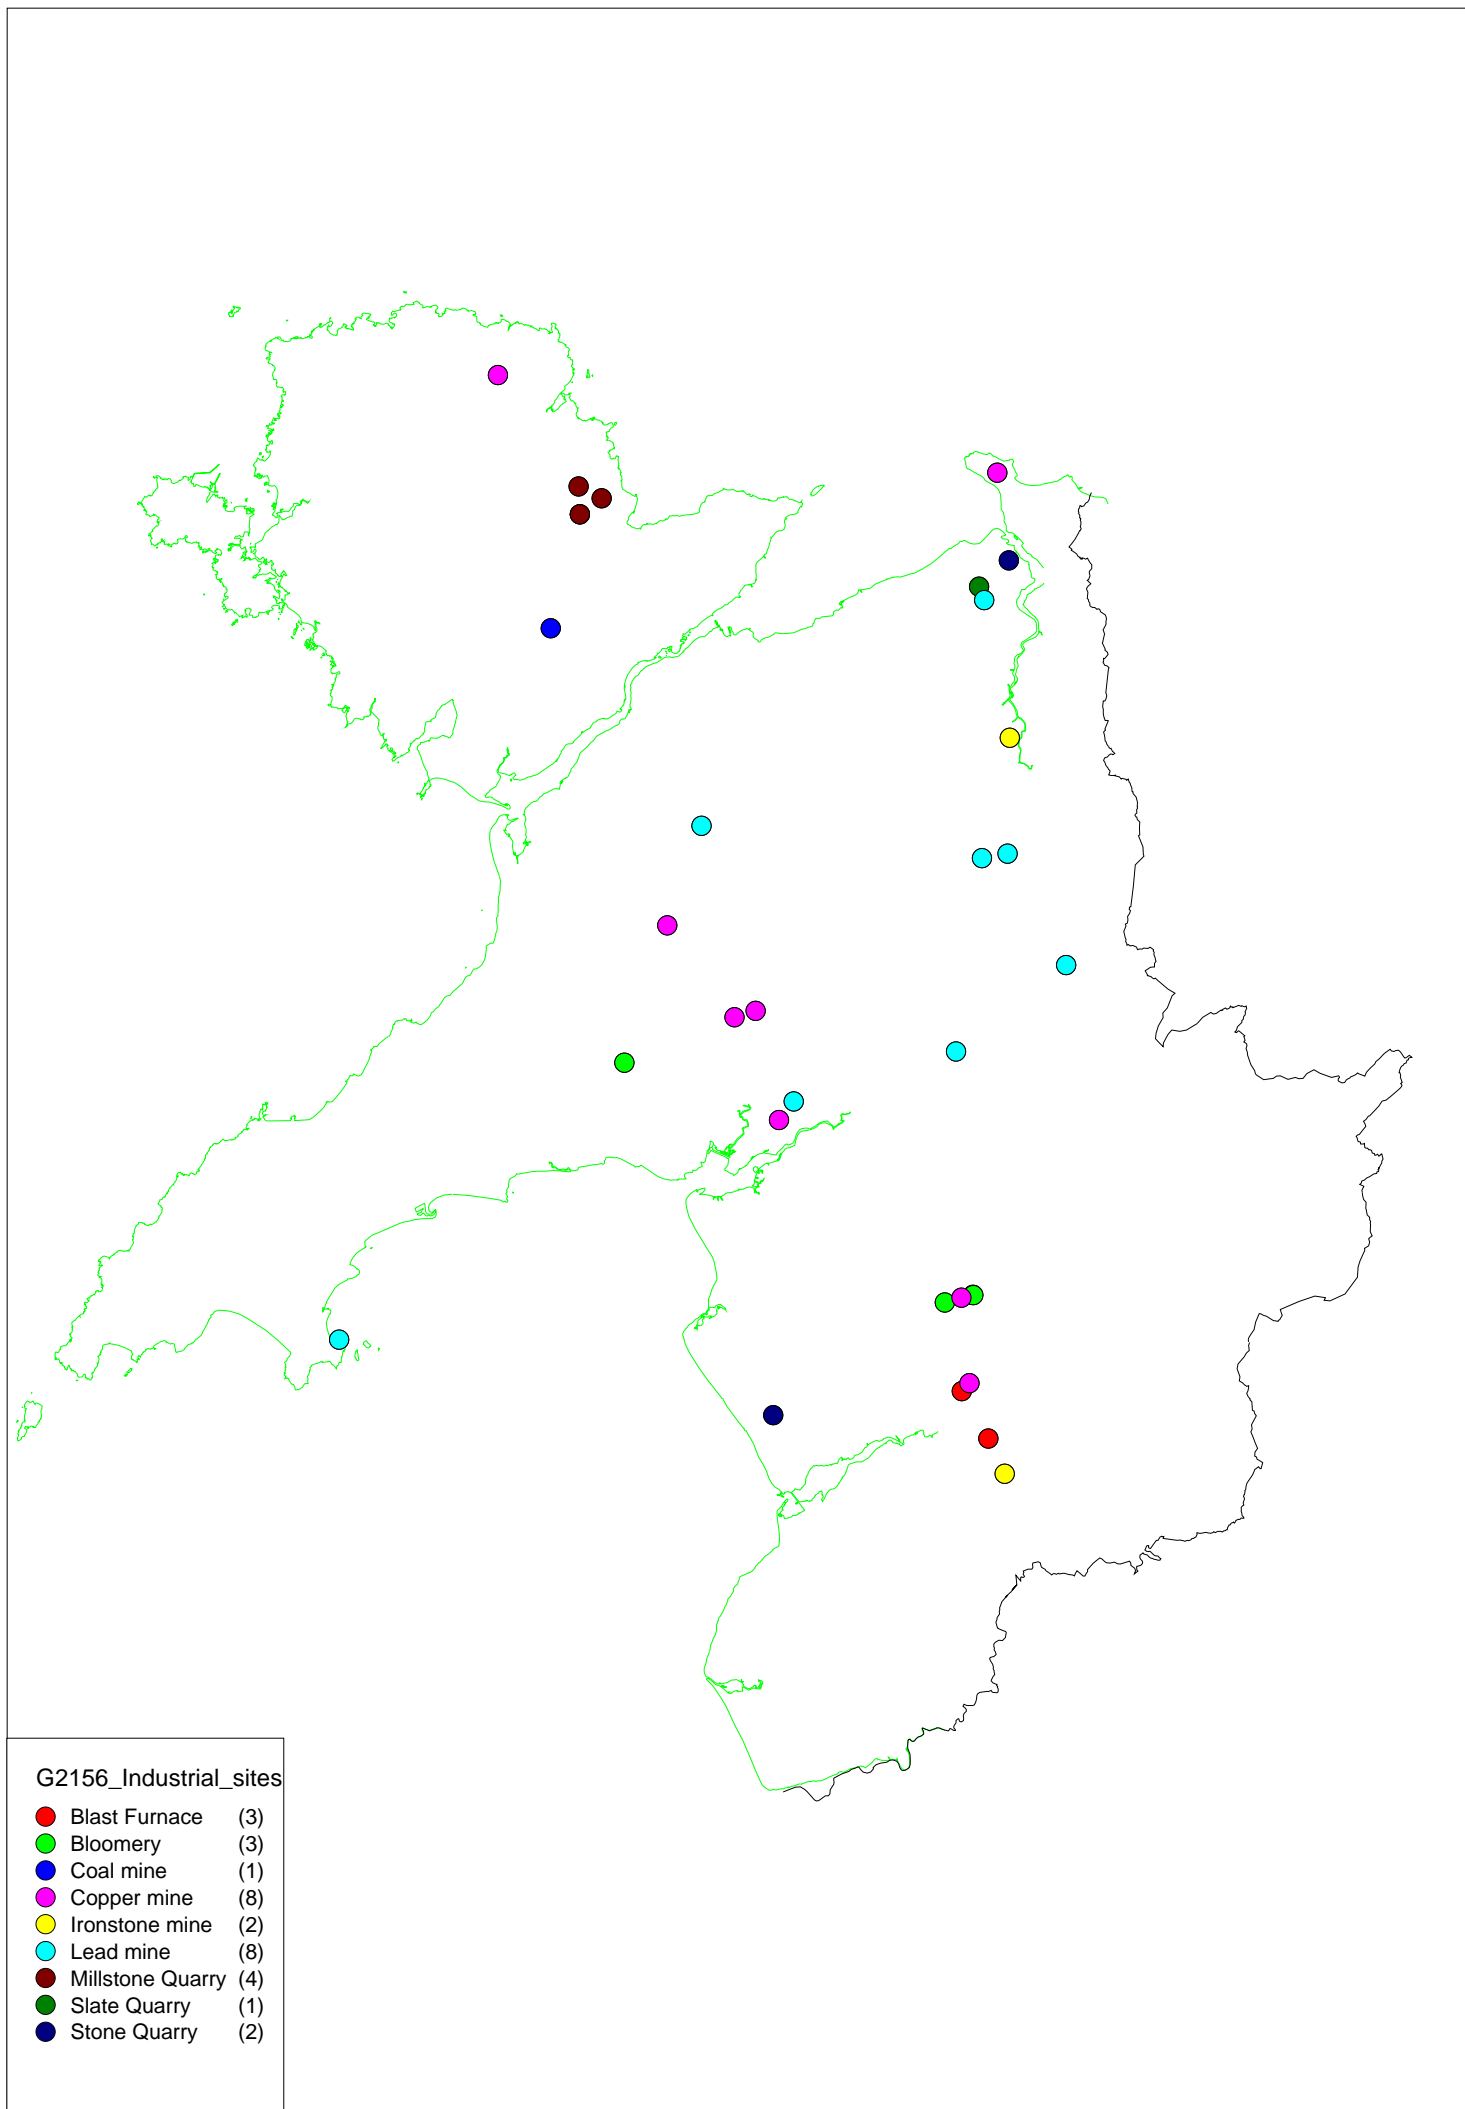 G2156_Industrial_sites
Blast Furnace (3)
Bloomery (3)
Coal mine (1)
Copper mine (8)
Ironstone mine (2)
Lead mine (8)
Millstone Quarry (4)
Slate Quarry (1)
Stone Quarry (2)